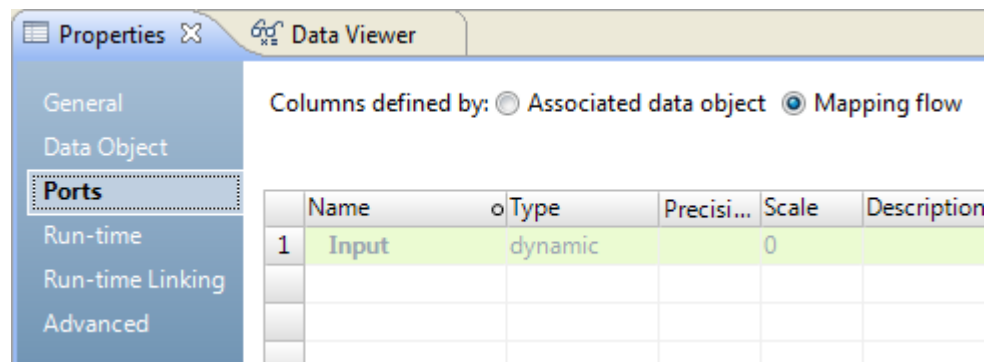 Properties Data Viewer
General
Data Object
Ports
Run-time
Run-time Linking
Advanced
Columns defined by: Associated data object Mapping flow
Name Type Precisi... Scale Description
1 Input dynamic 0